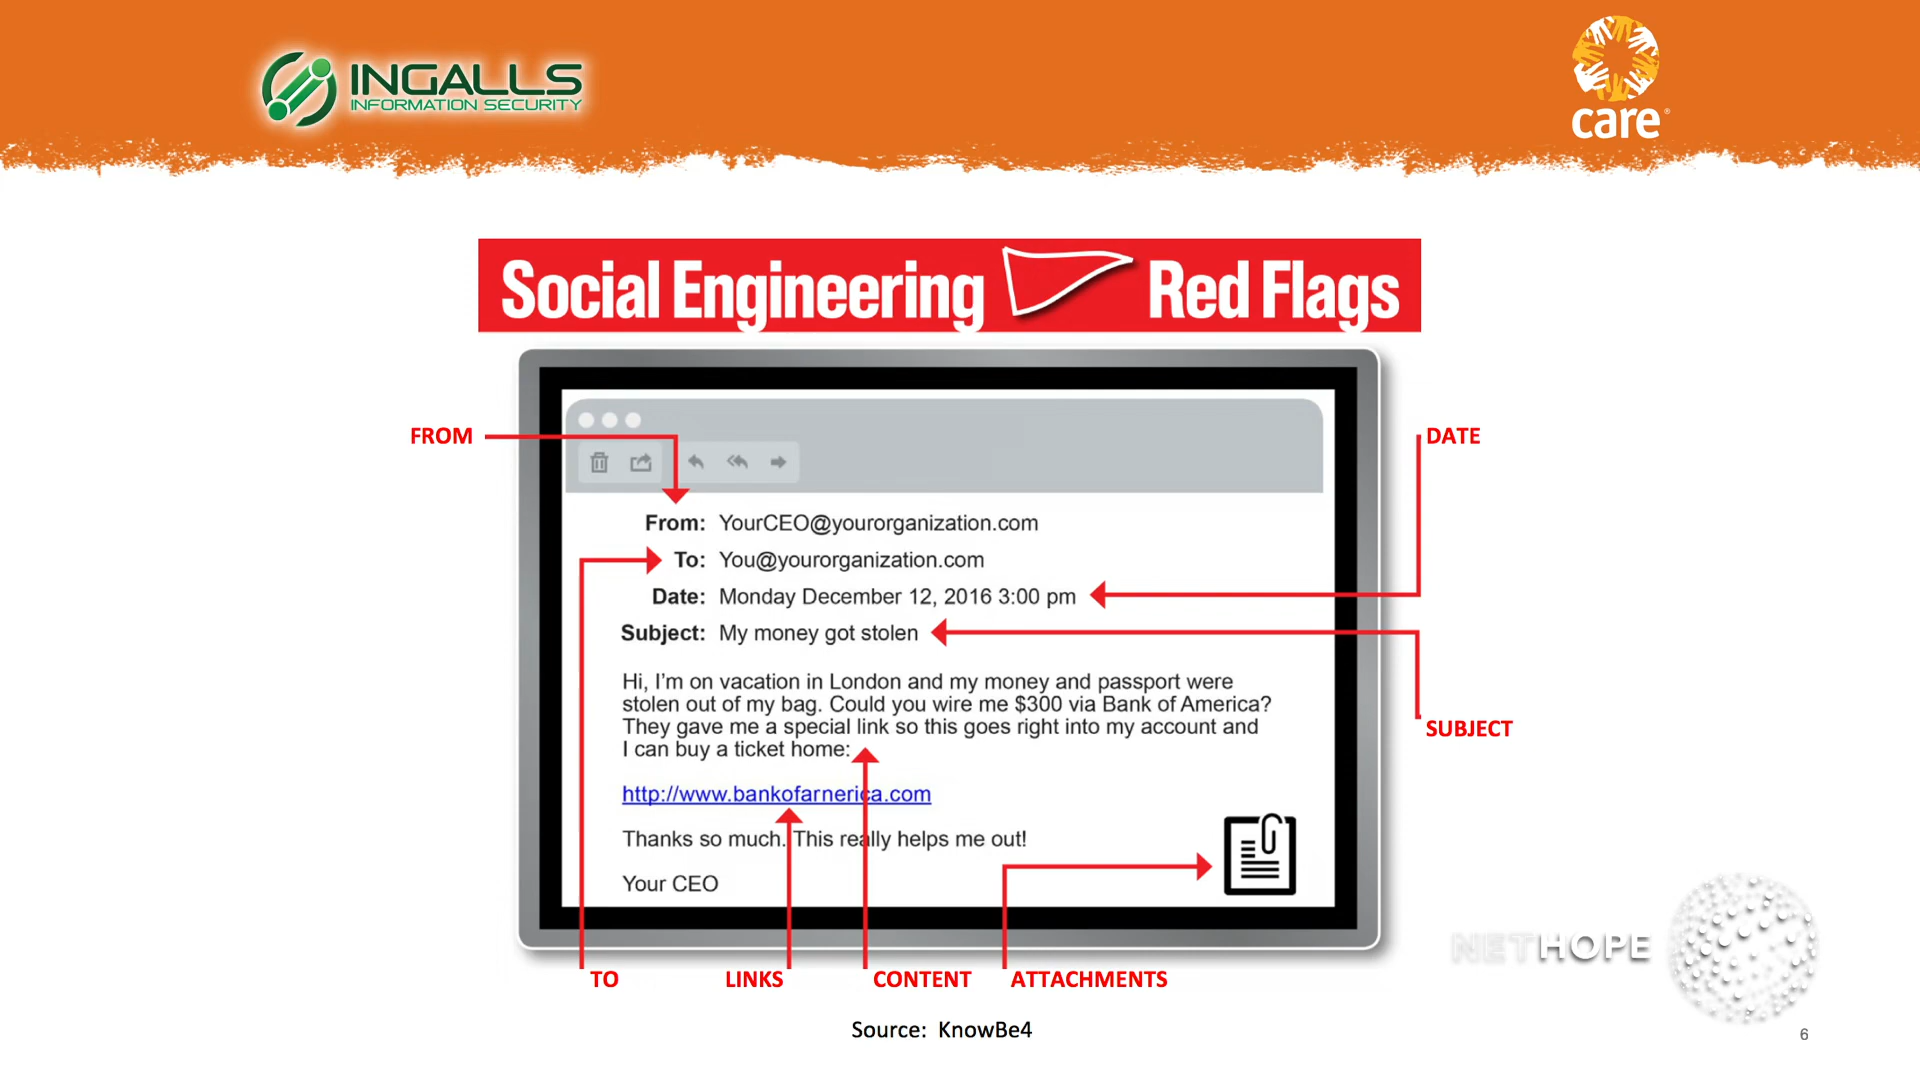 INGALLS
INFORMATION SECURITY
care®
Social Engineering Red Flags
FROM
DATE
From: YourCEO@yourorganization.com
To: You@yourorganization.com
Date: Monday December 12, 2016 3:00 pm
Subject: My money got stolen
Hi, I'm on vacation in London and my money and passport were
stolen out of my bag. Could you wire me $300 via Bank of America?
They gave me a special link so this goes right into my account and
I can buy a ticket home:
SUBJECT
http://www.bankofarnerica.com
Thanks so much. This really helps me out!
Your CEO
NETHOPE
TO
LINKS
CONTENT
ATTACHMENTS
Source: KnowBe4
6